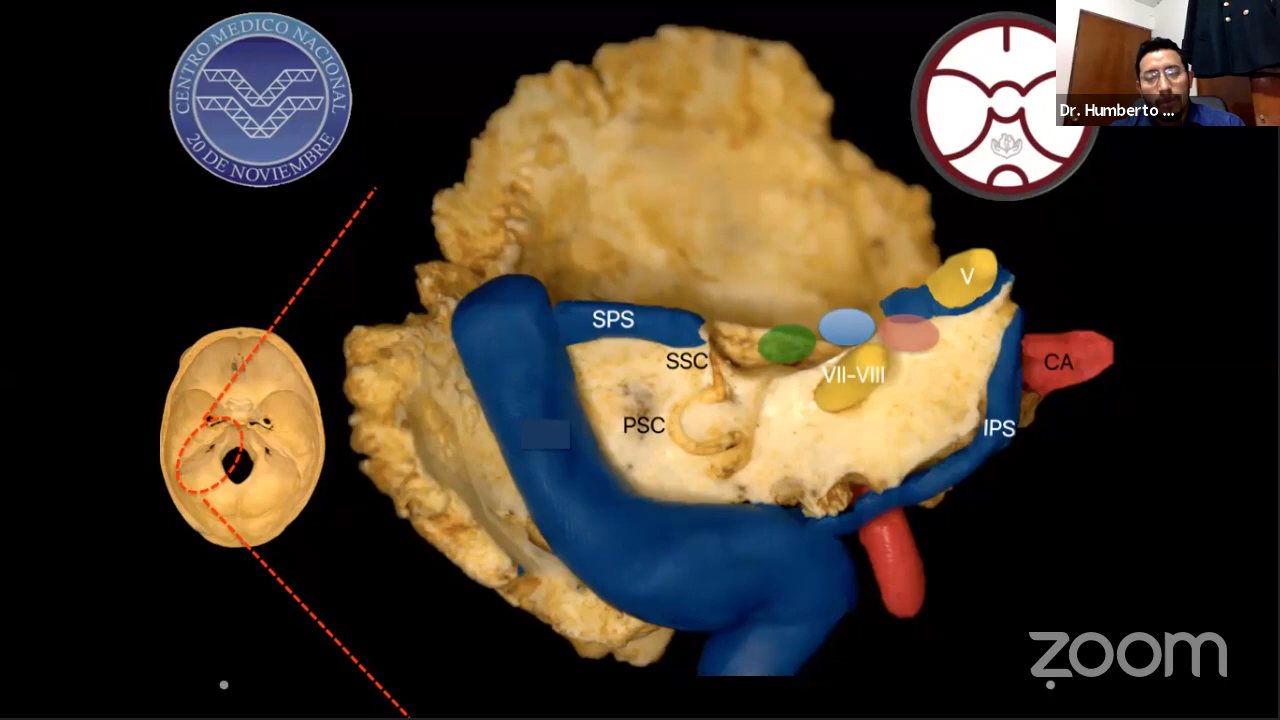 CENTRO MEDICO NACIONAL
20 DE NOVIEMBRE
Dr. Humberto ...
V
SPS
SSC
CA
VII-VIII
PSC
IPS
zoom